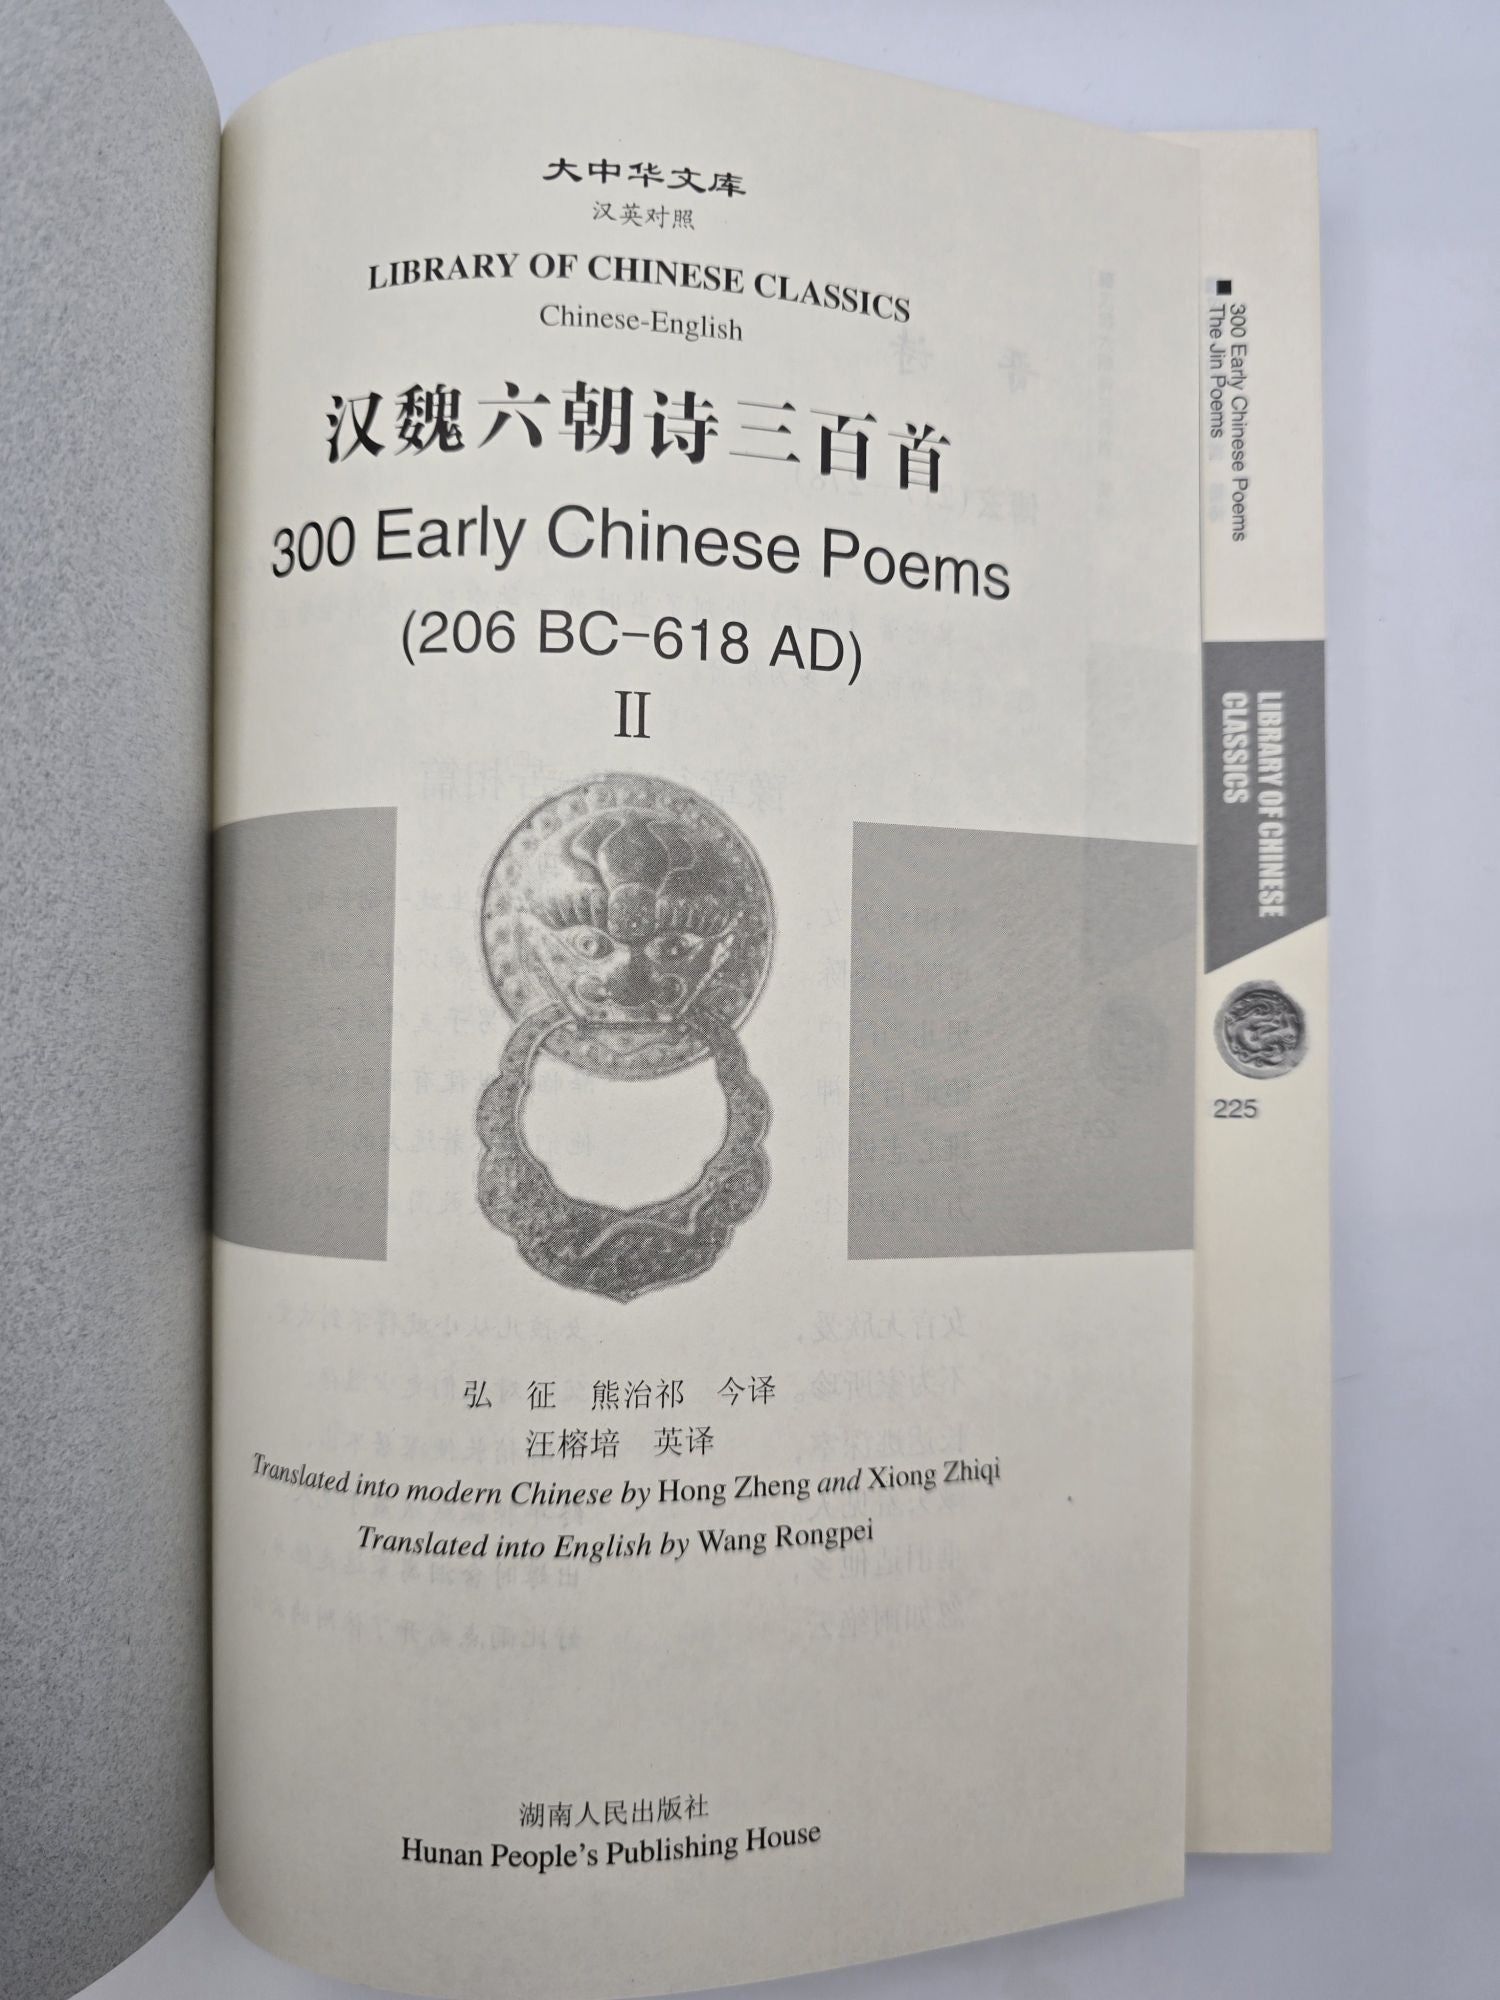 大中华文库
汉英对照
LIBRARY OF CHINESE CLASSICS
Chinese-English
汉魏六朝诗三百首
300 Early Chinese Poems
(206 BC–618 AD)
II
弘 征 熊治祁 今译
汪榕培 英译
Translated into modern Chinese by Hong Zheng and Xiong Zhiqi
Translated into English by Wang Rongpei
湖南人民出版社
Hunan People's Publishing House
■ 300 Early Chinese Poems
The Jin Poems
LIBRARY OF CHINESE
CLASSICS
225